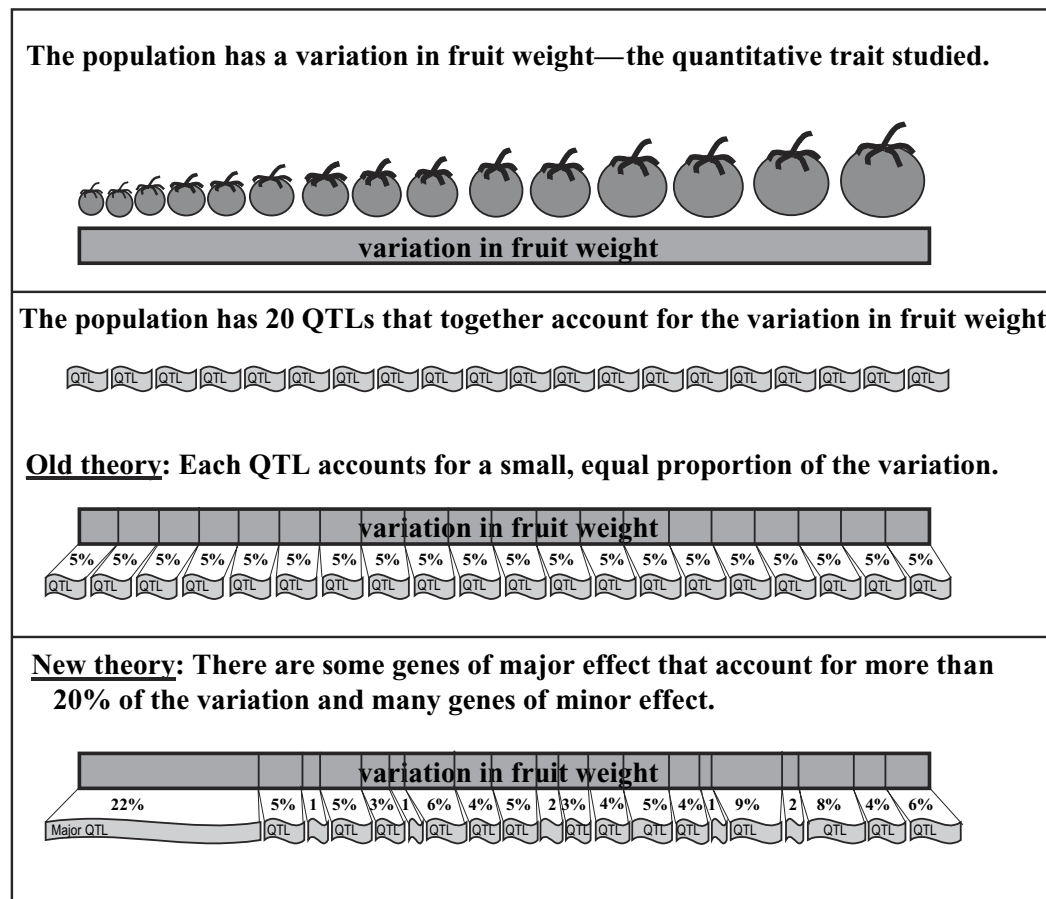 The population has a variation in fruit weight—the quantitative trait studied.
variation in fruit weight
The population has 20 QTLs that together account for the variation in fruit weight
QTL QTL QTL QTL QTL QTL QTL QTL QTL QTL QTL QTL QTL QTL QTL QTL QTL QTL QTL QTL
Old theory: Each QTL accounts for a small, equal proportion of the variation.
variation in fruit weight
5% 5% 5% 5% 5% 5% 5% 5% 5% 5% 5% 5% 5% 5% 5% 5% 5% 5% 5% 5%
QTL QTL QTL QTL QTL QTL QTL QTL QTL QTL QTL QTL QTL QTL QTL QTL QTL QTL QTL QTL
New theory: There are some genes of major effect that account for more than
20% of the variation and many genes of minor effect.
variation in fruit weight
22% 5% 1 5% 3% 1 6% 4% 5% 2 3% 4% 5% 4% 1 9% 2 8% 4% 6%
Major QTL QTL QTL QTL QTL QTL QTL QTL QTL QTL QTL QTL QTL QTL QTL